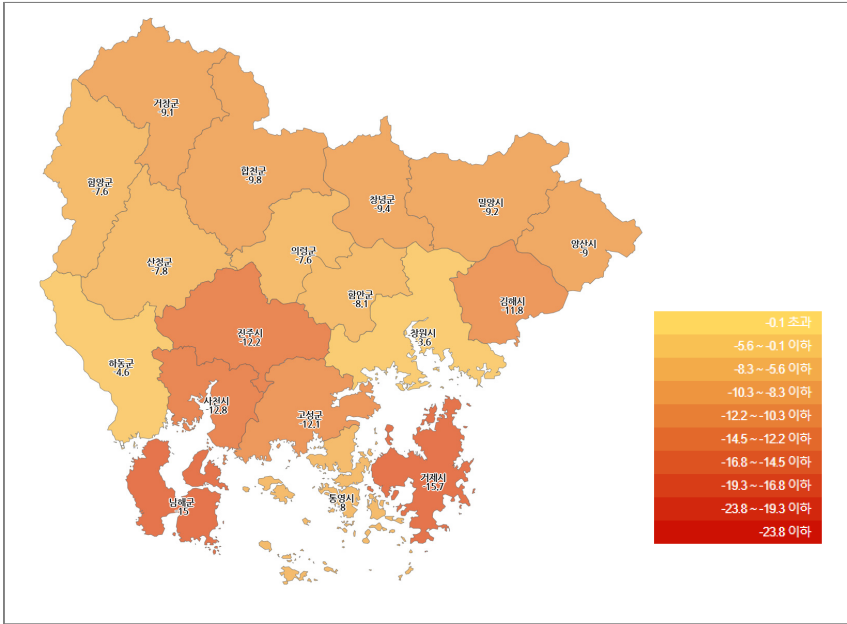 거창군
-9.1
함양군
-7.6
합천군
-9.8
창녕군
-9.4
밀양시
-9.2
양산시
-9
산청군
-7.8
의령군
-7.6
함안군
-8.1
김해시
-11.8
진주시
-12.2
창원시
-3.6
하동군
-4.6
사천시
-12.8
고성군
-12.1
거제시
-15.7
남해군
-15
통영시
-8
-0.1 초과
-5.6 ~ -0.1 이하
-8.3 ~ -5.6 이하
-10.3 ~ -8.3 이하
-12.2 ~ -10.3 이하
-14.5 ~ -12.2 이하
-16.8 ~ -14.5 이하
-19.3 ~ -16.8 이하
-23.8 ~ -19.3 이하
-23.8 이하